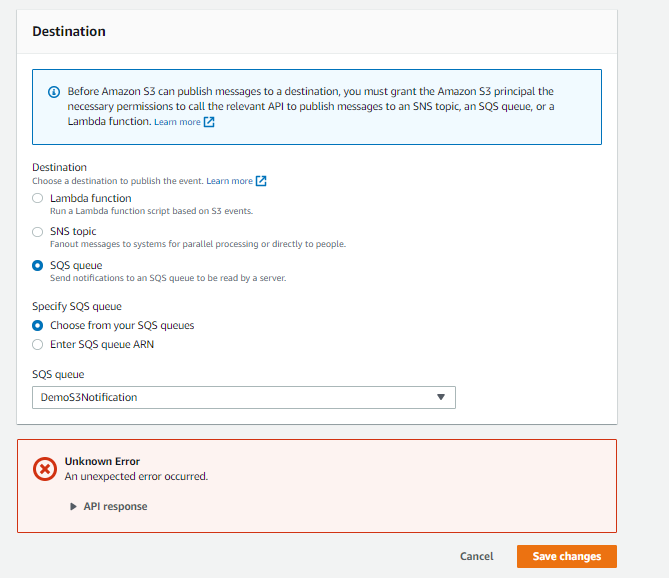 Destination
Before Amazon S3 can publish messages to a destination, you must grant the Amazon S3 principal the
necessary permissions to call the relevant API to publish messages to an SNS topic, an SQS queue, or a
Lambda function. Learn more
Destination
Choose a destination to publish the event. Learn more
Lambda function
Run a Lambda function script based on S3 events.
SNS topic
Fanout messages to systems for parallel processing or directly to people.
SQS queue
Send notifications to an SQS queue to be read by a server.
Specify SQS queue
Choose from your SQS queues
Enter SQS queue ARN
SQS queue
DemoS3Notification
Unknown Error
An unexpected error occurred.
API response
Cancel
Save changes